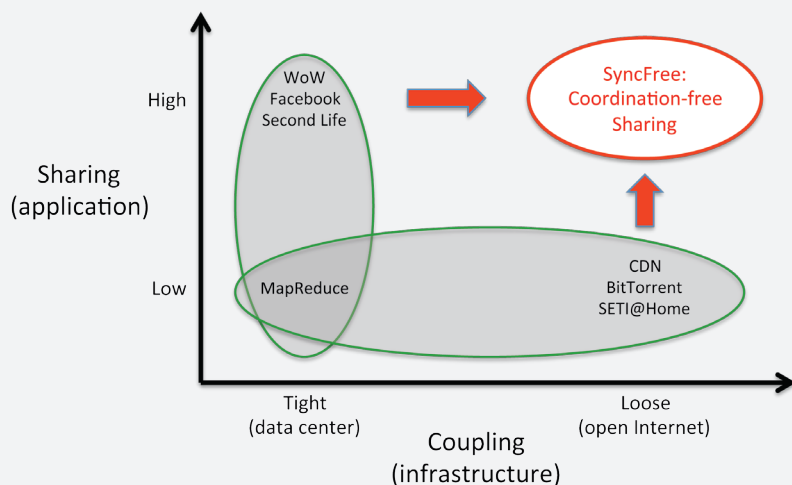 WoW
Facebook
Second Life
SyncFree:
Coordination-free
Sharing
High
Sharing
(application)
Low
MapReduce
CDN
BitTorrent
SETI@Home
Tight
(data center)
Loose
(open Internet)
Coupling
(infrastructure)